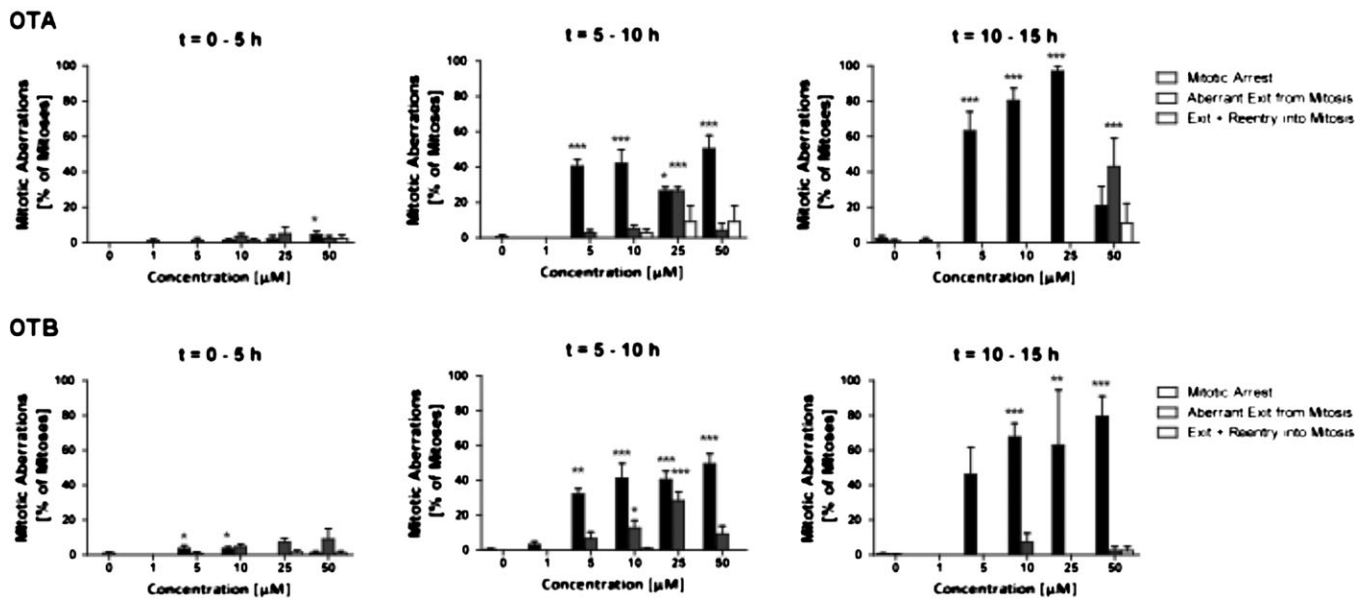 OTA
t = 0 - 5 h
t = 5 - 10 h
t = 10 - 15 h
Mitotic Aberrations
[% of Mitoses]
100
80
60
40
20
0
*
0 1 5 10 25 50
Concentration [µM]
Mitotic Aberrations
[% of Mitoses]
100
80
60
40
20
0
*** *** * *** ***
0 1 5 10 25 50
Concentration [µM]
Mitotic Aberrations
[% of Mitoses]
100
80
60
40
20
0
*** *** *** ***
0 1 5 10 25 50
Concentration [µM]
Mitotic Arrest
Aberrant Exit from Mitosis
Exit + Reentry into Mitosis
OTB
t = 0 - 5 h
t = 5 - 10 h
t = 10 - 15 h
Mitotic Aberrations
[% of Mitoses]
100
80
60
40
20
0
* *
0 1 5 10 25 50
Concentration [µM]
Mitotic Aberrations
[% of Mitoses]
100
80
60
40
20
0
** *** * *** *** ***
0 1 5 10 25 50
Concentration [µM]
Mitotic Aberrations
[% of Mitoses]
100
80
60
40
20
0
*** ** ***
0 1 5 10 25 50
Concentration [µM]
Mitotic Arrest
Aberrant Exit from Mitosis
Exit + Reentry into Mitosis